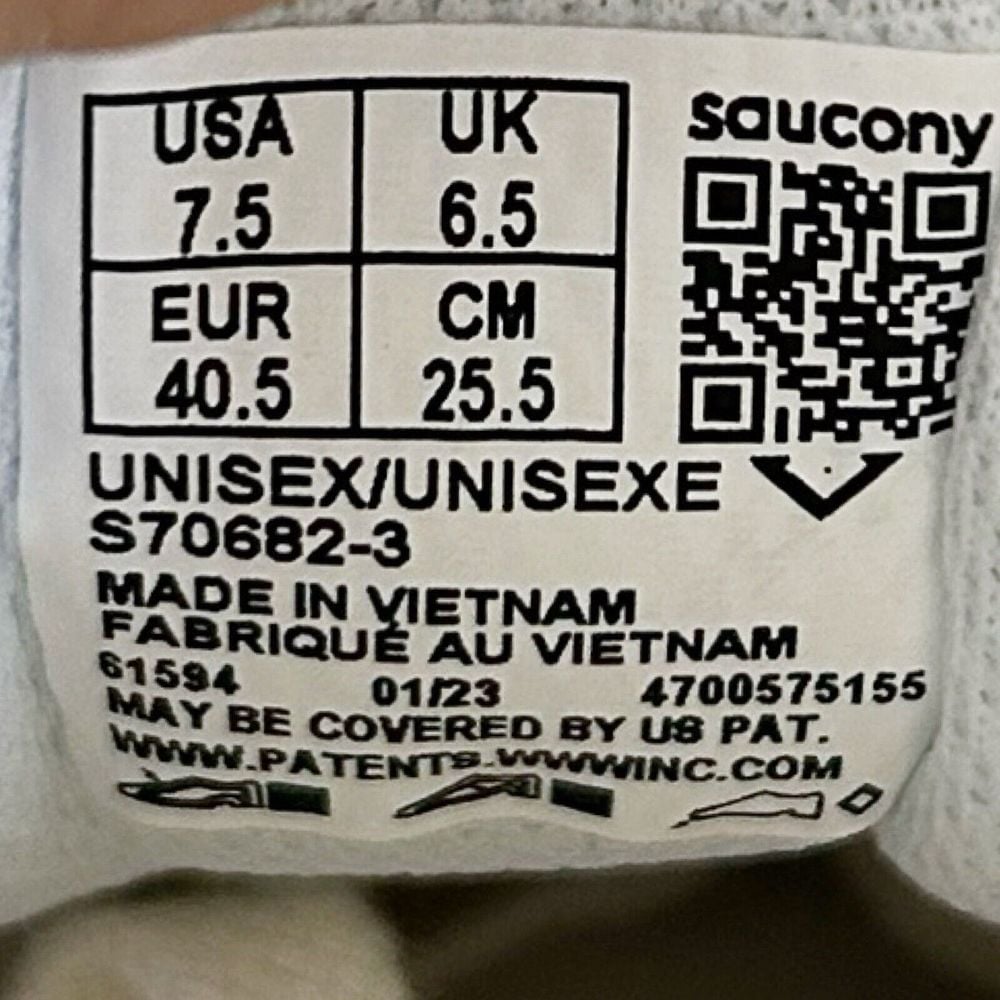 USA UK
7.5 6.5
EUR CM
40.5 25.5
saucony
UNISEX/UNISEXE
S70682-3
MADE IN VIETNAM
FABRIQUÉ AU VIETNAM
61594 01/23 4700575155
MAY BE COVERED BY US PAT.
WWW.PATENTS-WWWINC.COM